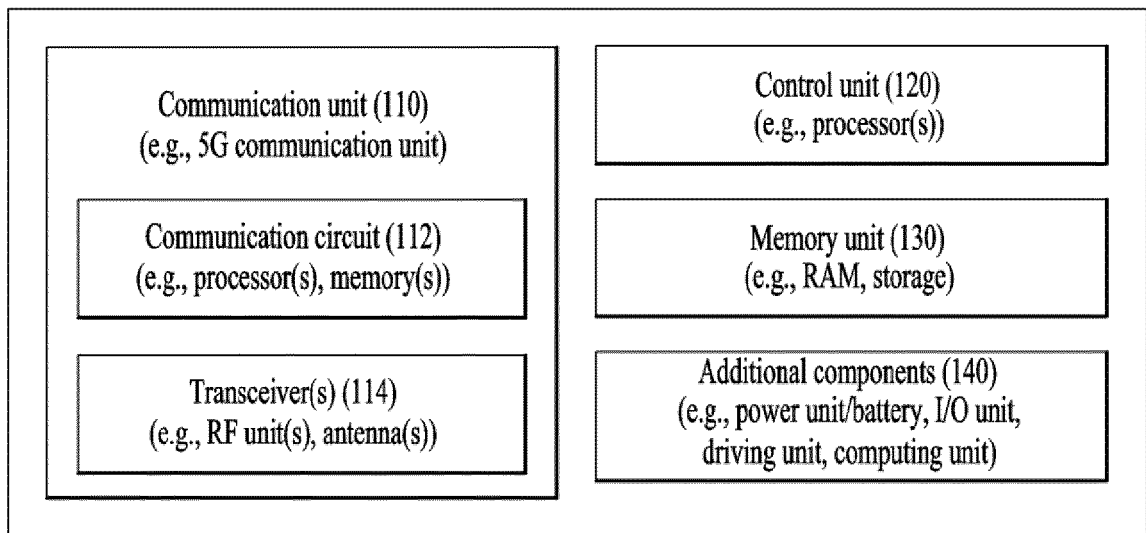 Communication unit (110)
(e.g., 5G communication unit)
Communication circuit (112)
(e.g., processor(s), memory(s))
Transceiver(s) (114)
(e.g., RF unit(s), antenna(s))
Control unit (120)
(e.g., processor(s))
Memory unit (130)
(e.g., RAM, storage)
Additional components (140)
(e.g., power unit/battery, I/O unit,
driving unit, computing unit)